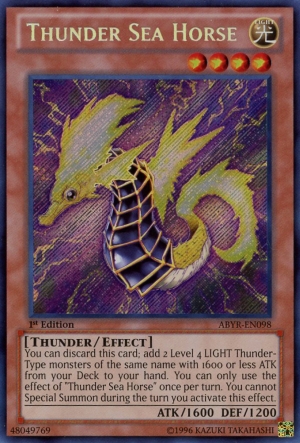 THUNDER SEA HORSE
LIGHT
光
1st Edition
ABYR-EN098
[THUNDER/EFFECT]
You can discard this card; add 2 Level 4 LIGHT Thunder-
Type monsters of the same name with 1600 or less ATK
from your Deck to your hand. You can only use the
effect of "Thunder Sea Horse" once per turn. You cannot
Special Summon during the turn you activate this effect.
ATK/1600 DEF/1200
48049769
©1996 KAZUKI TAKAHASHI